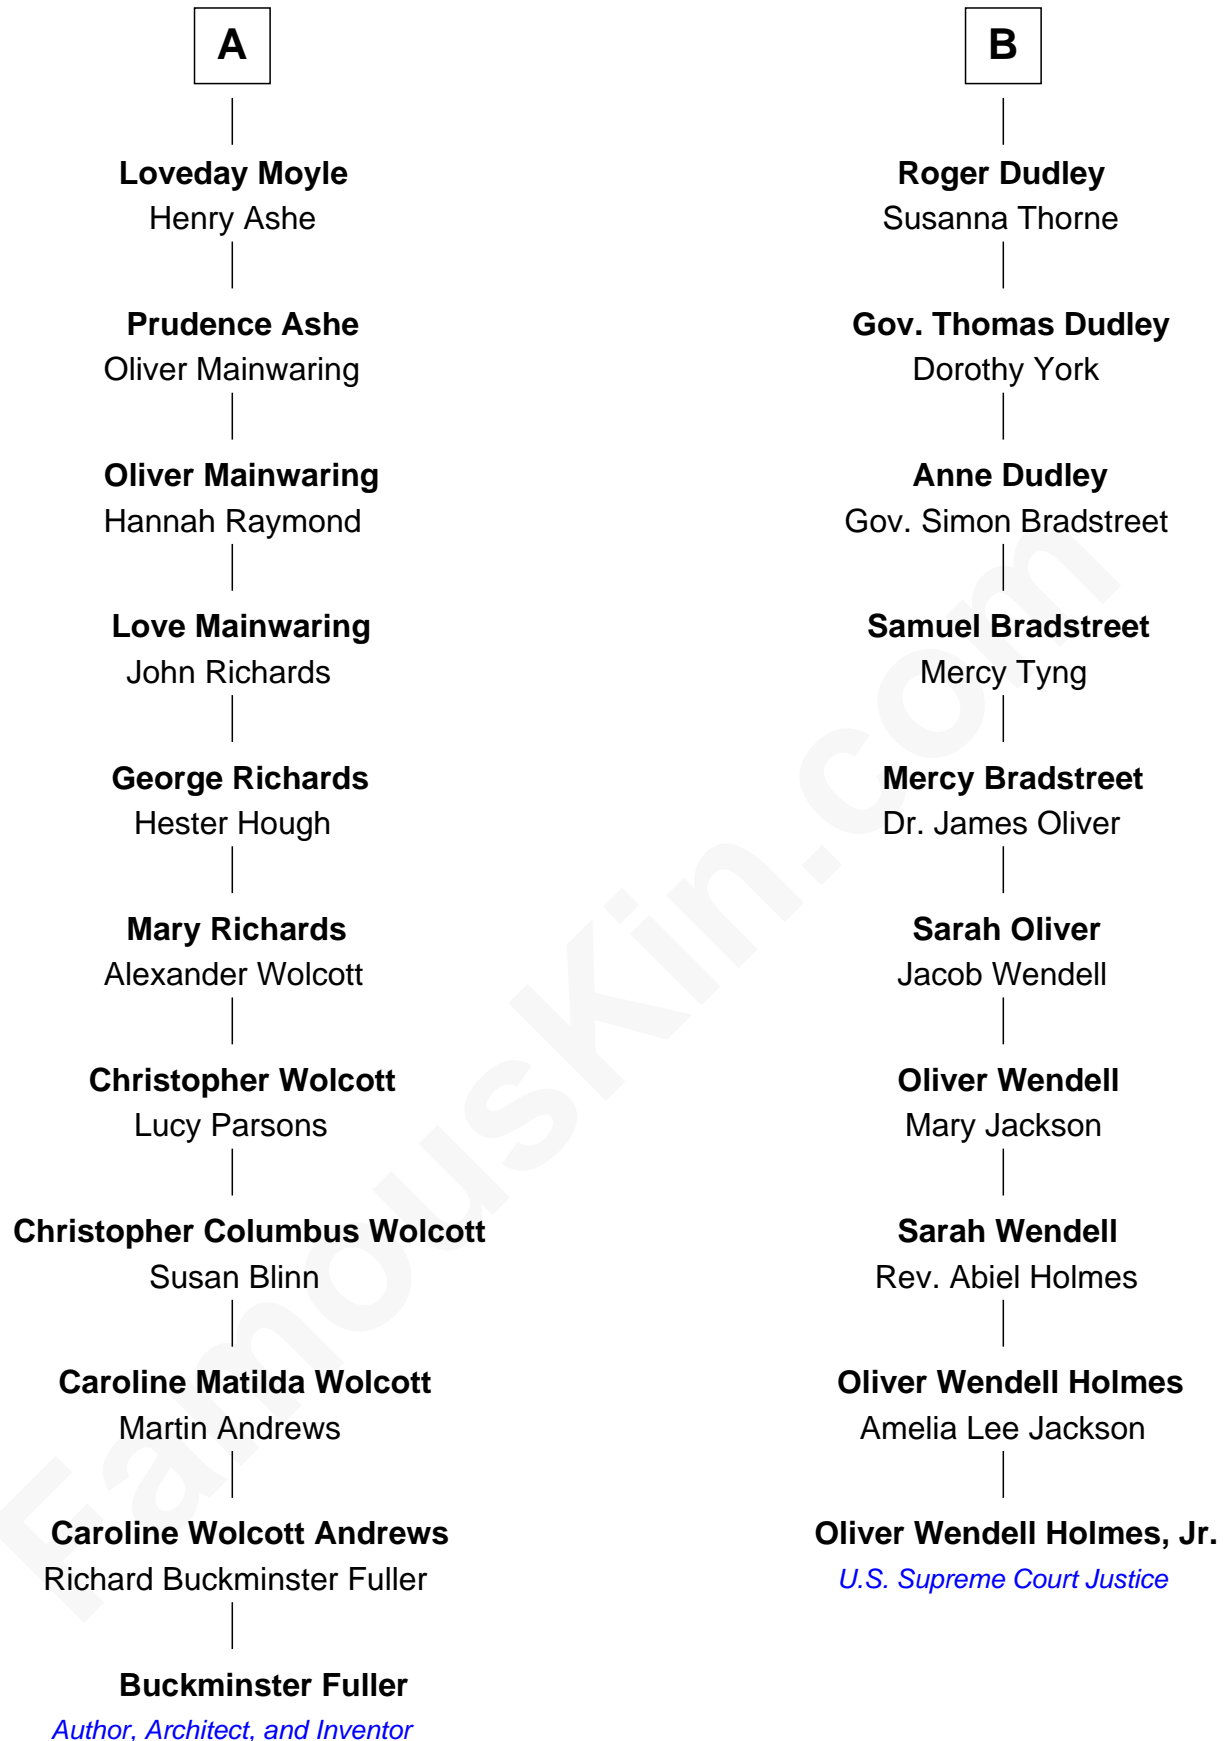 A
Loveday Moyle
Henry Ashe
Prudence Ashe
Oliver Mainwaring
Oliver Mainwaring
Hannah Raymond
Love Mainwaring
John Richards
George Richards
Hester Hough
Mary Richards
Alexander Wolcott
Christopher Wolcott
Lucy Parsons
Christopher Columbus Wolcott
Susan Blinn
Caroline Matilda Wolcott
Martin Andrews
Caroline Wolcott Andrews
Richard Buckminster Fuller
Buckminster Fuller
Author, Architect, and Inventor
B
Roger Dudley
Susanna Thorne
Gov. Thomas Dudley
Dorothy York
Anne Dudley
Gov. Simon Bradstreet
Samuel Bradstreet
Mercy Tyng
Mercy Bradstreet
Dr. James Oliver
Sarah Oliver
Jacob Wendell
Oliver Wendell
Mary Jackson
Sarah Wendell
Rev. Abiel Holmes
Oliver Wendell Holmes
Amelia Lee Jackson
Oliver Wendell Holmes, Jr.
U.S. Supreme Court Justice
FamousKin.com